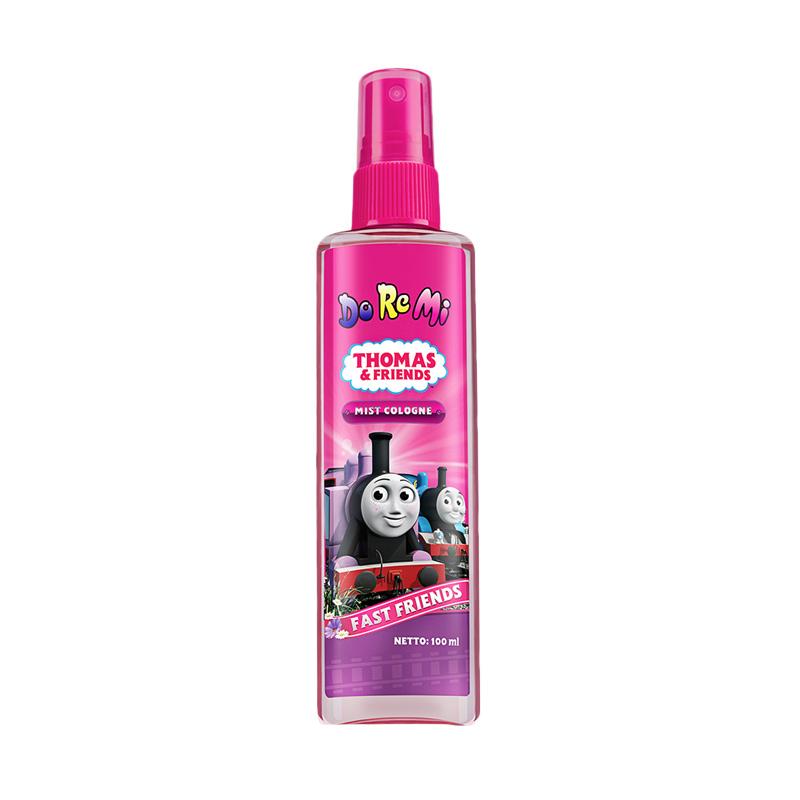 Do Re Mi
THOMAS
& FRIENDS
MIST COLOGNE
FAST FRIENDS
NETTO: 100 ml